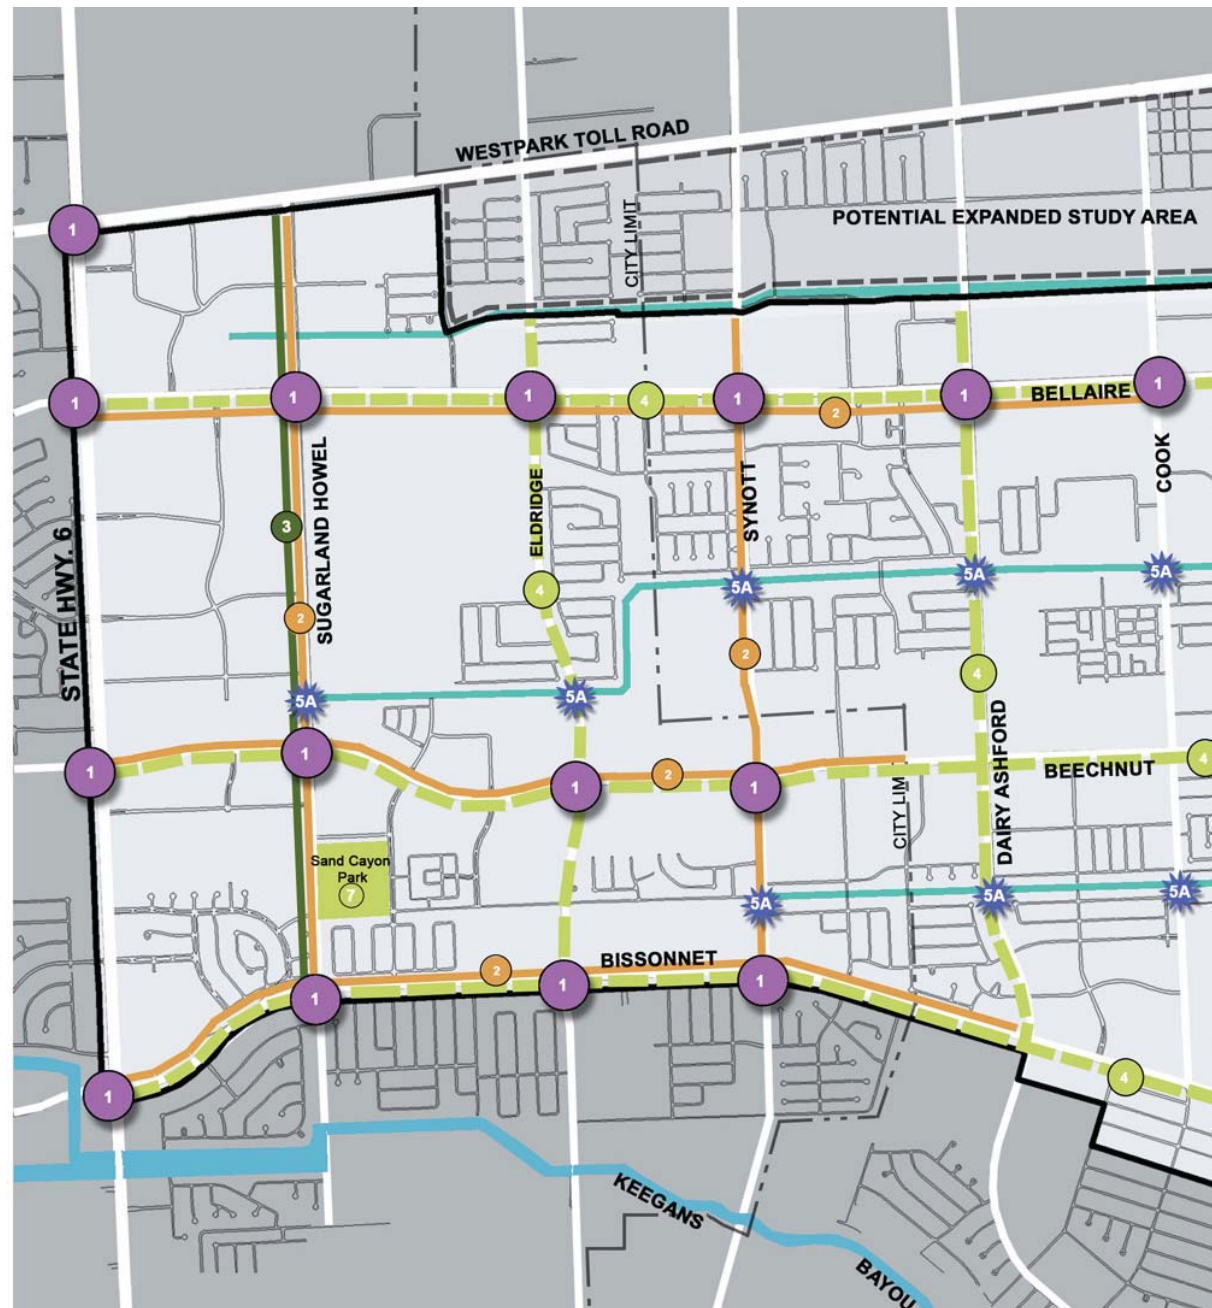 WESTPARK TOLL ROAD
CITY LIMIT
POTENTIAL EXPANDED STUDY AREA
1
1
1
1
4
1
2
1
BELLAIRE
1
STATE HWY. 6
3
SUGARLAND HOWEL
2
ELDRIDGE
4
SYNOTT
COOK
5A
5A
5A
2
4
5A
5A
1
1
1
2
1
CITY LIM
DAIRY ASHFORD
BEECHNUT
4
Sand Cayon
Park
7
5A
5A
5A
1
1
2
1
BISSONNET
1
1
4
KEEGANS
BAYOU